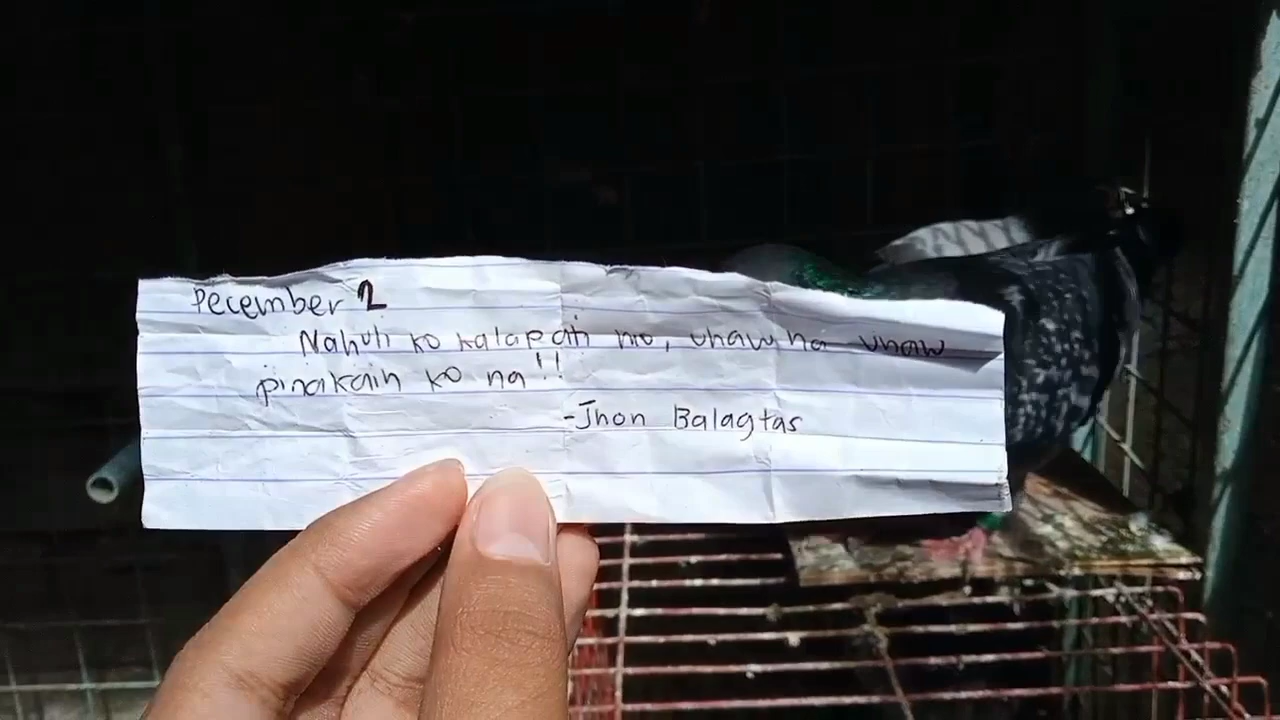 December 2
Nahuli ko kalapati mo, uhaw na uhaw
pinakain ko na!!
-Jhon Balagtas